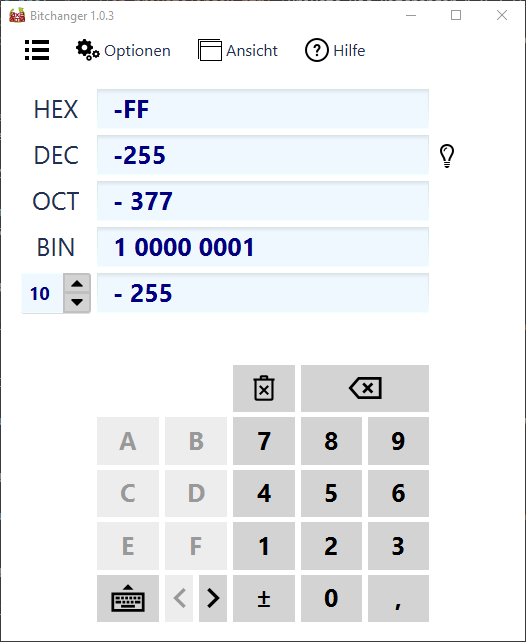 Bitchanger 1.0.3
Optionen Ansicht ? Hilfe
HEX -FF
DEC -255
OCT - 377
BIN 1 0000 0001
10 - 255
A B 7 8 9
C D 4 5 6
E F 1 2 3
< > ± 0 ,